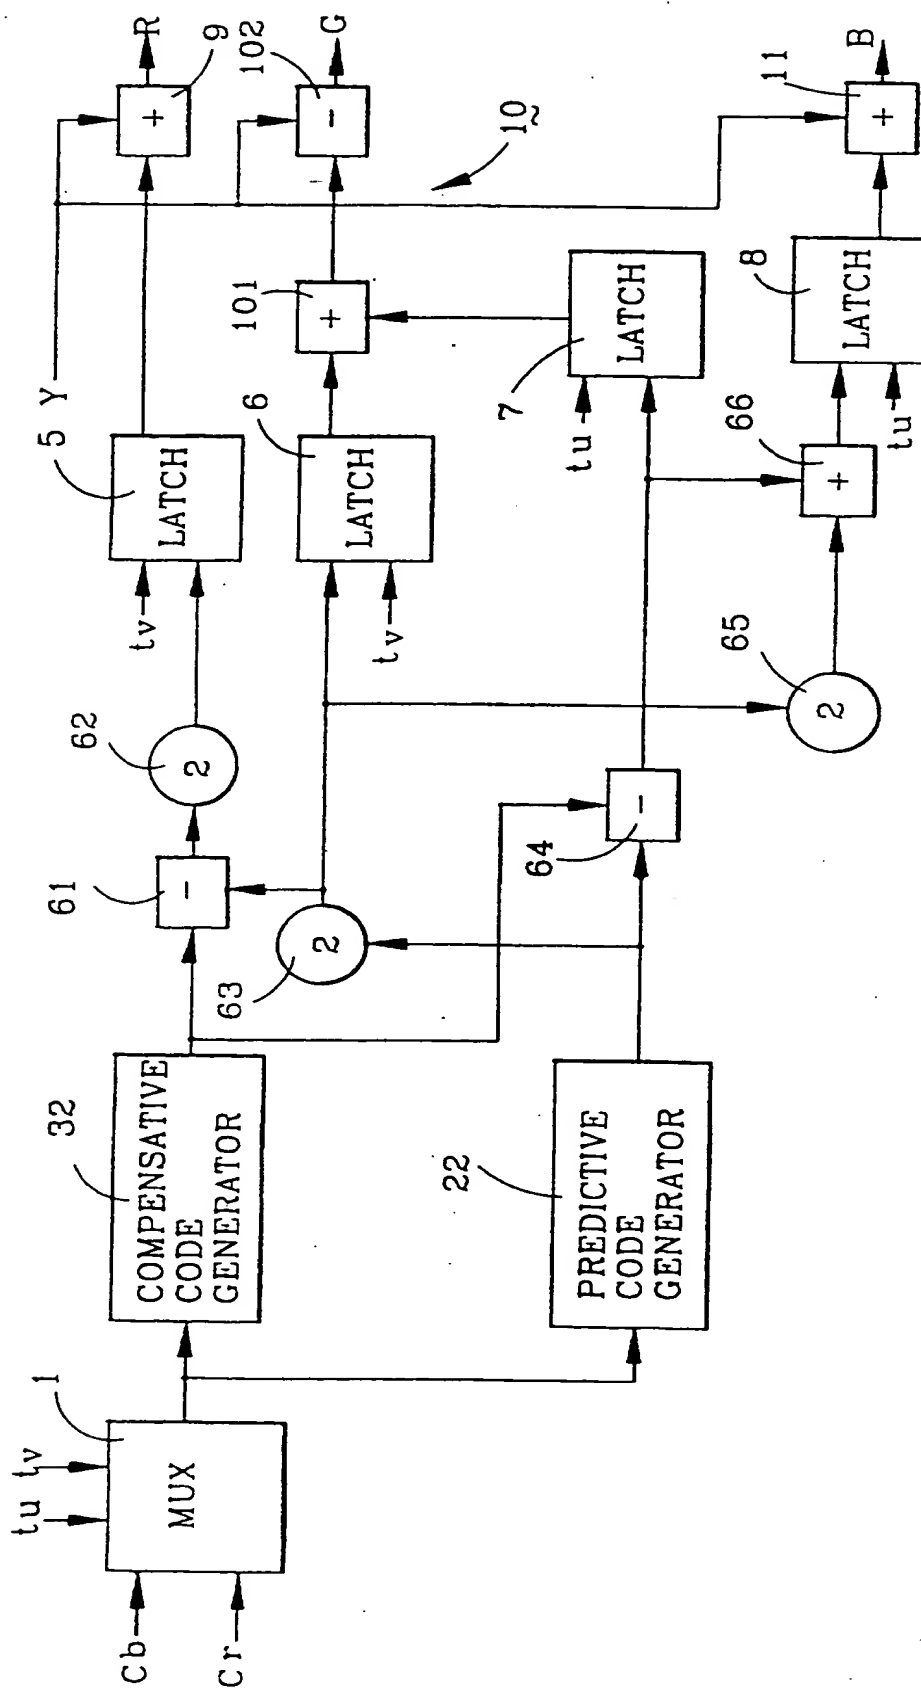 Cb
Cr
tu
tv
1
MUX
32
COMPENSATIVE
CODE
GENERATOR
22
PREDICTIVE
CODE
GENERATOR
61
-
62
2
63
2
64
-
65
2
66
+
tv
5
LATCH
6
LATCH
tv
7
LATCH
tu
8
LATCH
tu
Y
101
+
10
9
+
R
102
-
G
11
+
B